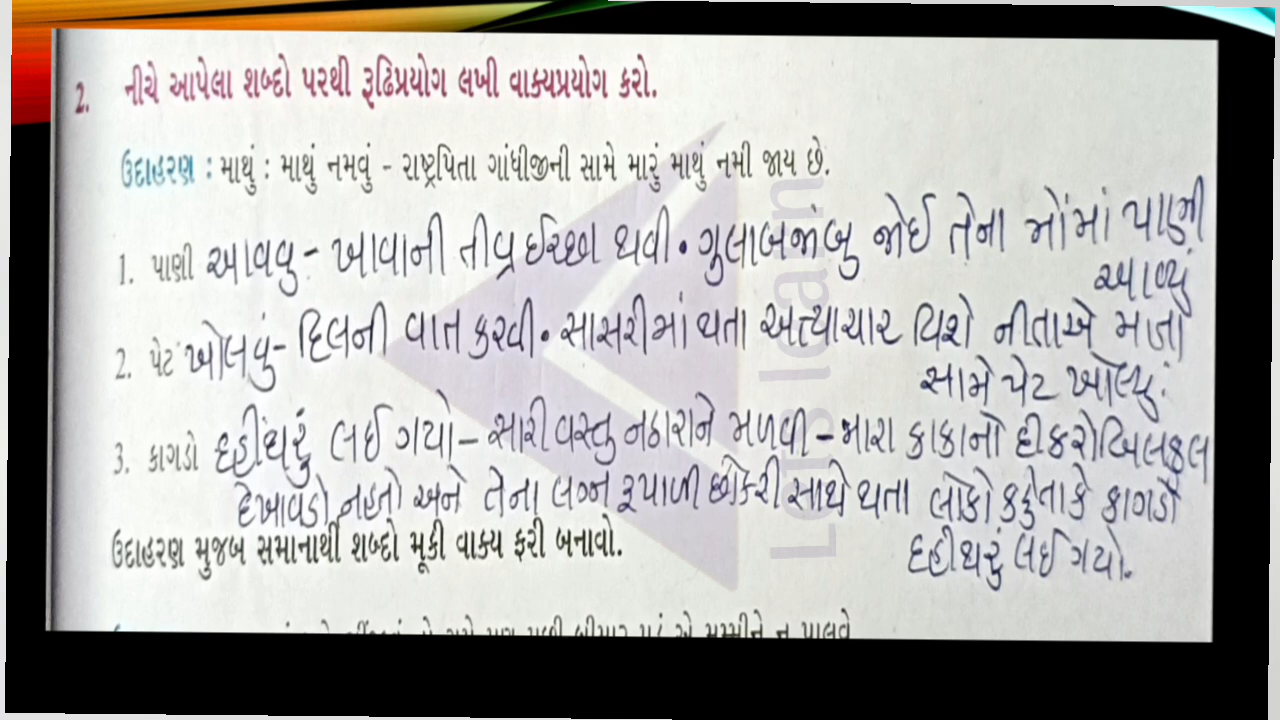 2. નીચે આપેલા શબ્દો પરથી રૂઢિપ્રયોગ લખી વાક્યપ્રયોગ કરો.
ઉદાહરણ : માથું : માથું નમવું - રાષ્ટ્રપિતા ગાંધીજીની સામે મારું માથું નમી જાય છે.
1. પાણી આવવુ - ખાવાની તીવ્ર ઈચ્છા થવી. ગુલાબજાંબુ જોઈ તેના મોંમાં પાણી
આવ્યું
2. પેટ ખોલવું - દિલની વાત કરવી. સાસરીમાં થતા અત્યાચાર વિશે નીતાએ
સામે પેટ ખોલ્યું.
3. કાગડો દહીંથરું લઈ ગયો - સારી વસ્તુ નઠારાને મળવી - મારા કાકાનો દીકરો બિલકુલ
દેખાવડો નહતો અને તેના લગ્ન રૂપાળી છોકરી સાથે થતા લોકો કહેતા કે કાગડો
દહીથરું લઈ ગયો.
ઉદાહરણ મુજબ સમાનાર્થી શબ્દો મૂકી વાક્ય ફરી બનાવો.
Lets learn